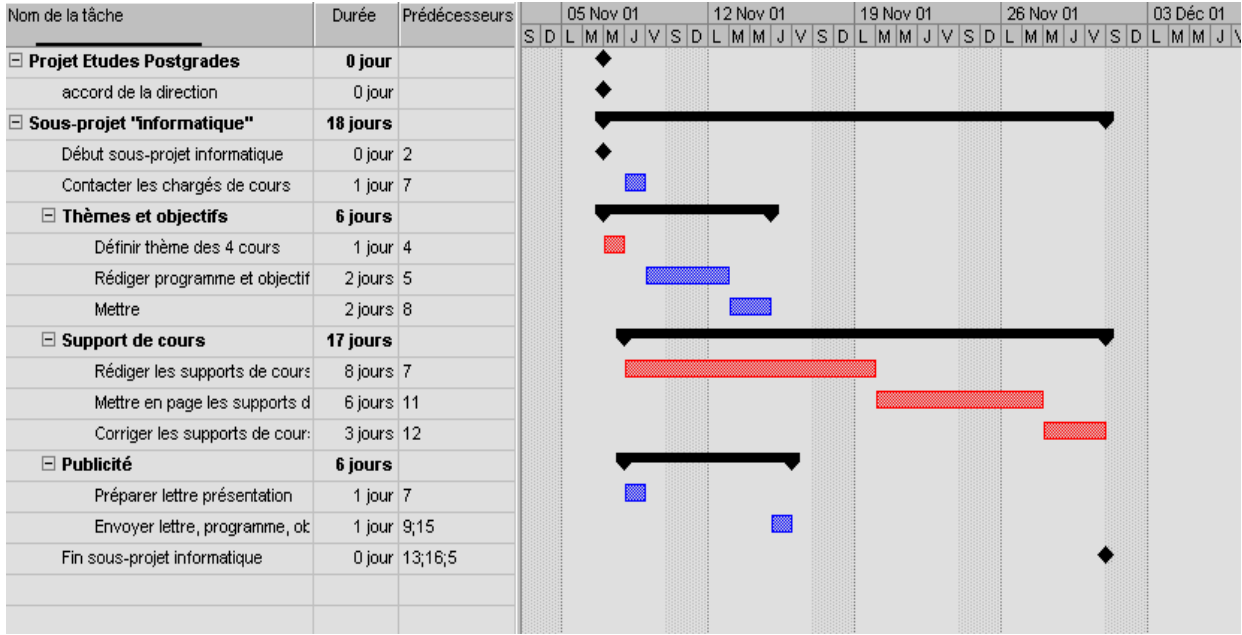 Nom de la tâche Durée Prédécesseurs 05 Nov 01 12 Nov 01 19 Nov 01 26 Nov 01 03 Déc 01
S D L M M J V S D L M M J V S D L M M J V S D L M M J V S D L M M J V
Projet Etudes Postgrades 0 jour
accord de la direction 0 jour
Sous-projet "informatique" 18 jours
Début sous-projet informatique 0 jour 2
Contacter les chargés de cours 1 jour 7
Thèmes et objectifs 6 jours
Définir thème des 4 cours 1 jour 4
Rédiger programme et objectif 2 jours 5
Mettre 2 jours 8
Support de cours 17 jours
Rédiger les supports de cours 8 jours 7
Mettre en page les supports d 6 jours 11
Corriger les supports de cour 3 jours 12
Publicité 6 jours
Préparer lettre présentation 1 jour 7
Envoyer lettre, programme, ob 1 jour 9;15
Fin sous-projet informatique 0 jour 13;16;5